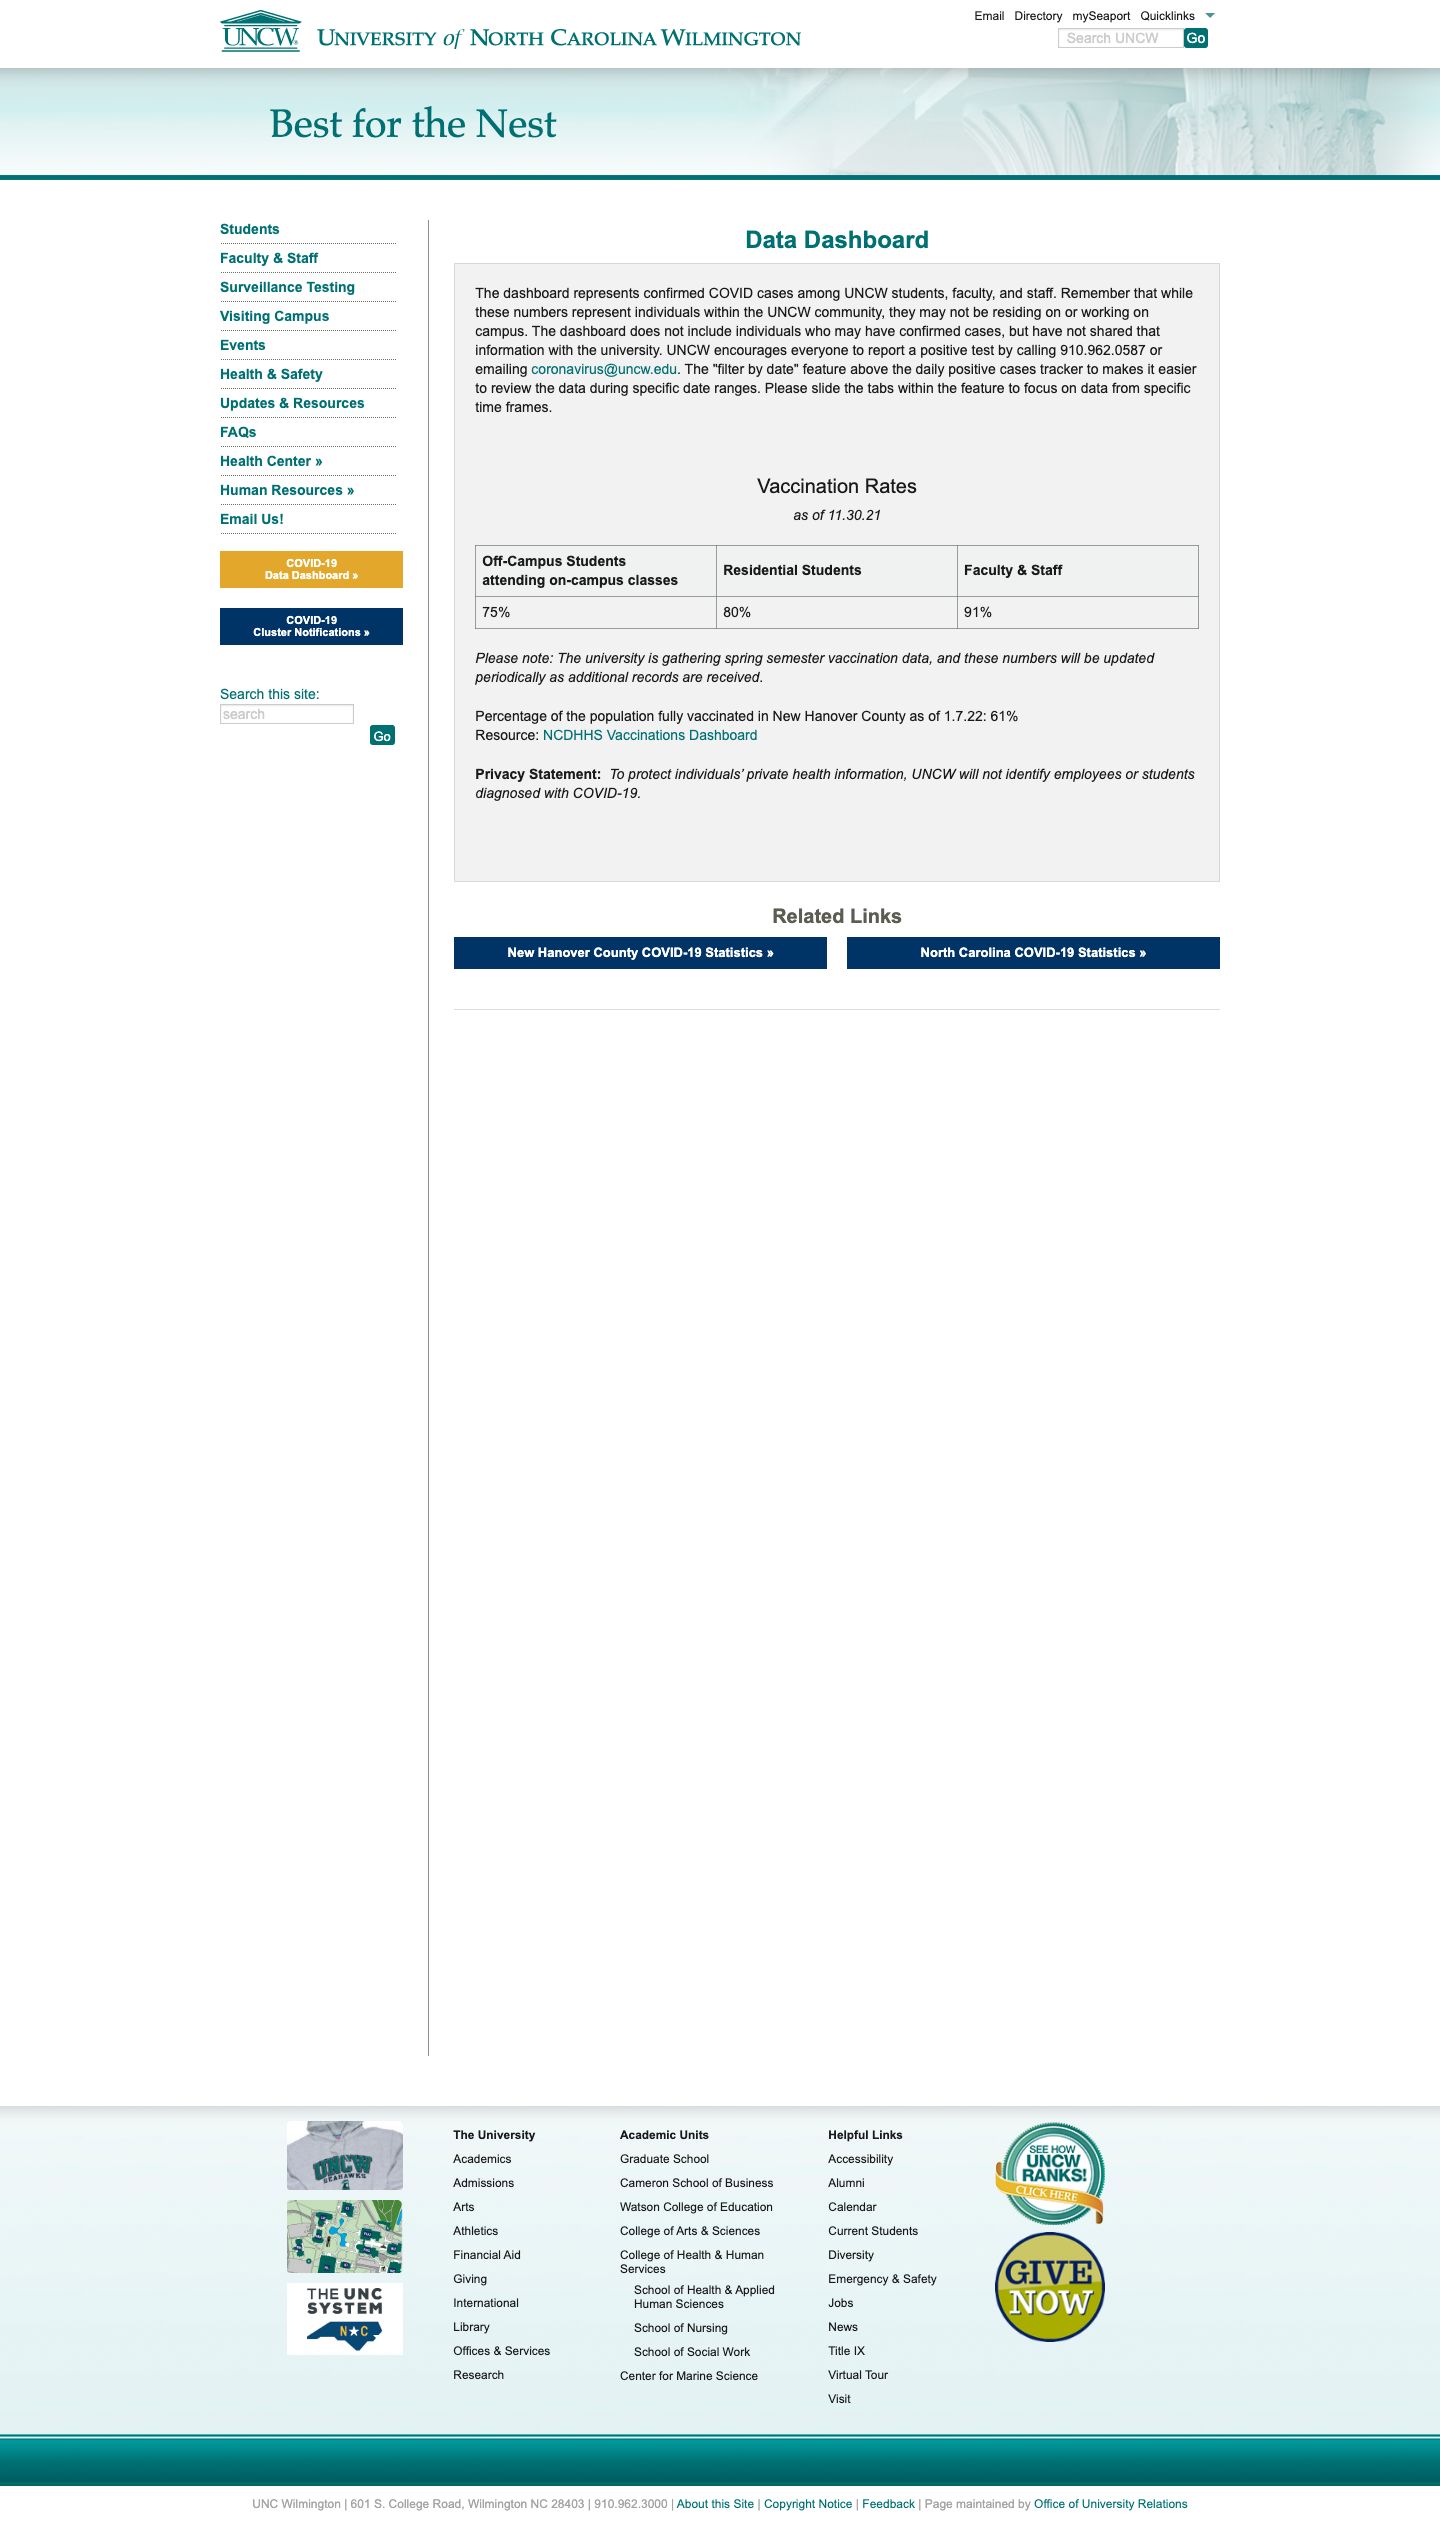 UNCW
UNIVERSITY of NORTH CAROLINA WILMINGTON
Email Directory mySeaport Quicklinks
Search UNCW Go
Best for the Nest
Students
Faculty & Staff
Surveillance Testing
Visiting Campus
Events
Health & Safety
Updates & Resources
FAQs
Health Center »
Human Resources »
Email Us!
COVID-19
Data Dashboard »
COVID-19
Cluster Notifications »
Search this site:
search
Go
Data Dashboard
The dashboard represents confirmed COVID cases among UNCW students, faculty, and staff. Remember that while
these numbers represent individuals within the UNCW community, they may not be residing on or working on
campus. The dashboard does not include individuals who may have confirmed cases, but have not shared that
information with the university. UNCW encourages everyone to report a positive test by calling 910.962.0587 or
emailing coronavirus@uncw.edu. The "filter by date" feature above the daily positive cases tracker to makes it easier
to review the data during specific date ranges. Please slide the tabs within the feature to focus on data from specific
time frames.
Vaccination Rates
as of 11.30.21
Off-Campus Students
attending on-campus classes
Residential Students
Faculty & Staff
75% 80% 91%
Please note: The university is gathering spring semester vaccination data, and these numbers will be updated
periodically as additional records are received.
Percentage of the population fully vaccinated in New Hanover County as of 1.7.22: 61%
Resource: NCDHHS Vaccinations Dashboard
Privacy Statement: To protect individuals' private health information, UNCW will not identify employees or students
diagnosed with COVID-19.
Related Links
New Hanover County COVID-19 Statistics »
North Carolina COVID-19 Statistics »
UNCW
SEAHAWKS
THE UNC
SYSTEM
N★C
The University
Academics
Admissions
Arts
Athletics
Financial Aid
Giving
International
Library
Offices & Services
Research
Academic Units
Graduate School
Cameron School of Business
Watson College of Education
College of Arts & Sciences
College of Health & Human
Services
School of Health & Applied
Human Sciences
School of Nursing
School of Social Work
Center for Marine Science
Helpful Links
Accessibility
Alumni
Calendar
Current Students
Diversity
Emergency & Safety
Jobs
News
Title IX
Virtual Tour
Visit
SEE HOW
UNCW
RANKS!
CLICK HERE
GIVE
NOW
UNC Wilmington | 601 S. College Road, Wilmington NC 28403 | 910.962.3000 | About this Site | Copyright Notice | Feedback | Page maintained by Office of University Relations